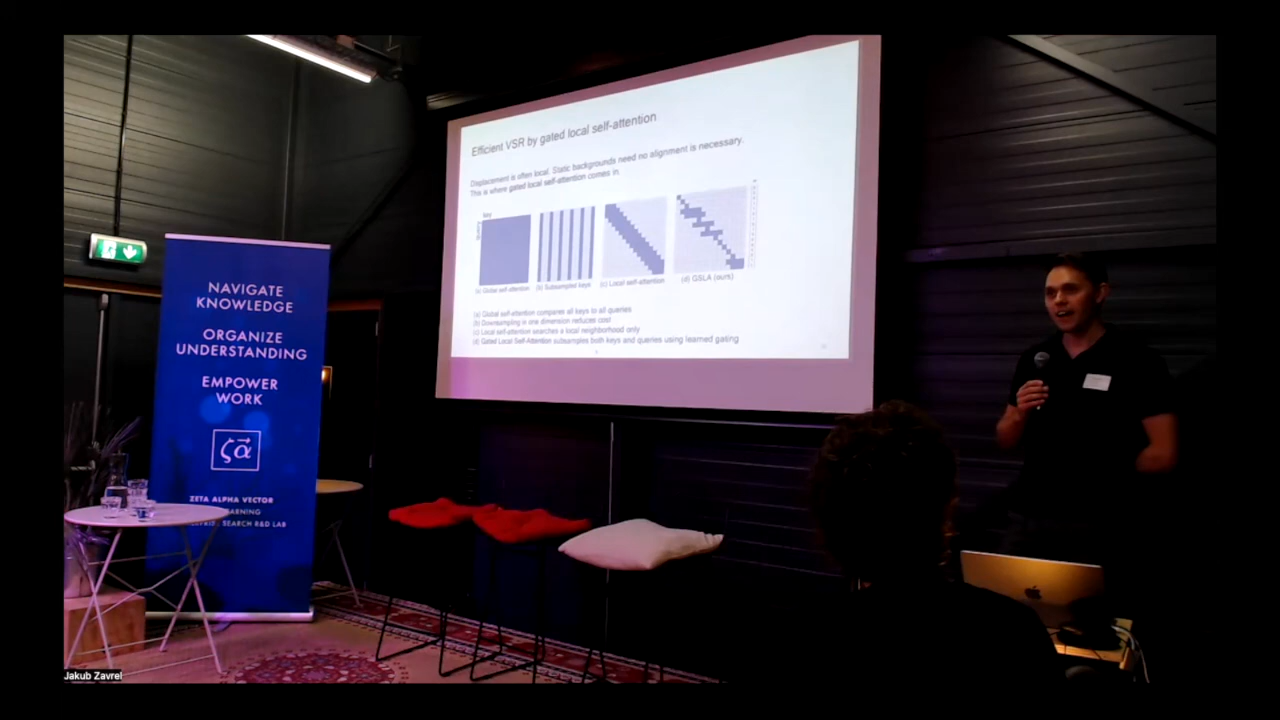 Efficient VSR by gated local self-attention
Displacement is often local. Static backgrounds need no alignment is necessary.
This is where gated local self-attention comes in.
key
query
(a) Global self-attention (b) Subsampled keys (c) Local self-attention (d) GSLA (ours)
(a) Global self-attention compares all keys to all queries
(b) Downsampling in one dimension reduces cost
(c) Local self-attention searches a local neighborhood only
(d) Gated Local Self-Attention subsamples both keys and queries using learned gating
NAVIGATE
KNOWLEDGE
ORGANIZE
UNDERSTANDING
EMPOWER
WORK
ζα
ZETA ALPHA VECTOR
SEARCH R&D LAB
Jakub Zavrel